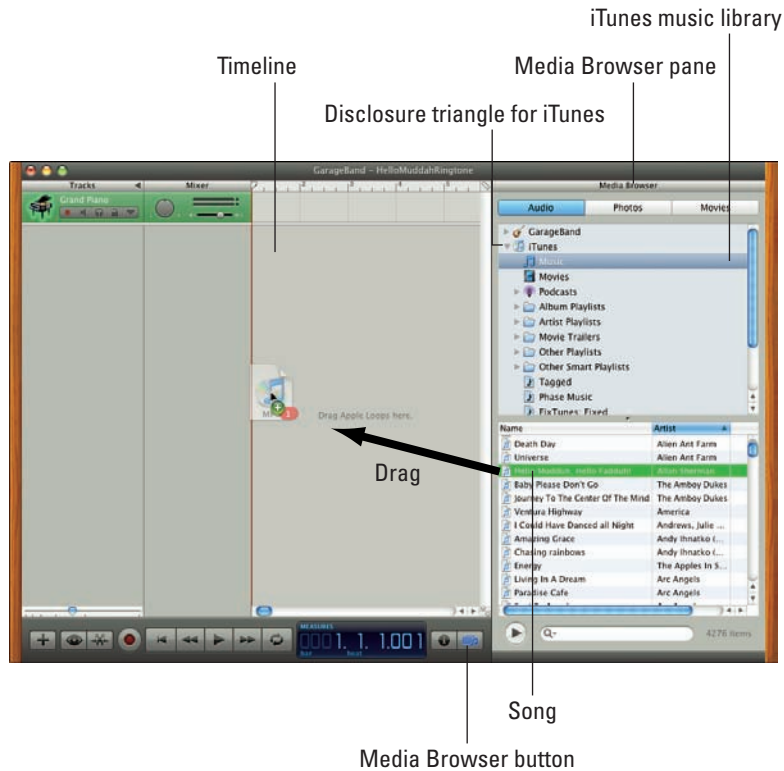 iTunes music library
Timeline
Media Browser pane
Disclosure triangle for iTunes
GarageBand - HelloMuddahRingtone
Tracks
Mixer
Media Browser
Grand Piano
Audio
Photos
Movies
GarageBand
iTunes
Music
Movies
Podcasts
Album Playlists
Artist Playlists
Movie Trailers
Other Playlists
Other Smart Playlists
Tagged
Phase Music
FixTunes: Fixed
1
Drag Apple Loops here.
Drag
Name Artist
Death Day Alien Ant Farm
Universe Alien Ant Farm
Hello Muddah, Hello Fadduh! Allan Sherman
Baby Please Don't Go The Amboy Dukes
Journey To The Center Of The Mind The Amboy Dukes
Ventura Highway America
I Could Have Danced all Night Andrews, Julie ...
Amazing Grace Andy Ihnatko (...
Chasing rainbows Andy Ihnatko (...
Energy The Apples In S...
Living In A Dream Arc Angels
Paradise Cafe Arc Angels
MEASURES
0001. 1. 1.001
bar beat
4276 items
Song
Media Browser button